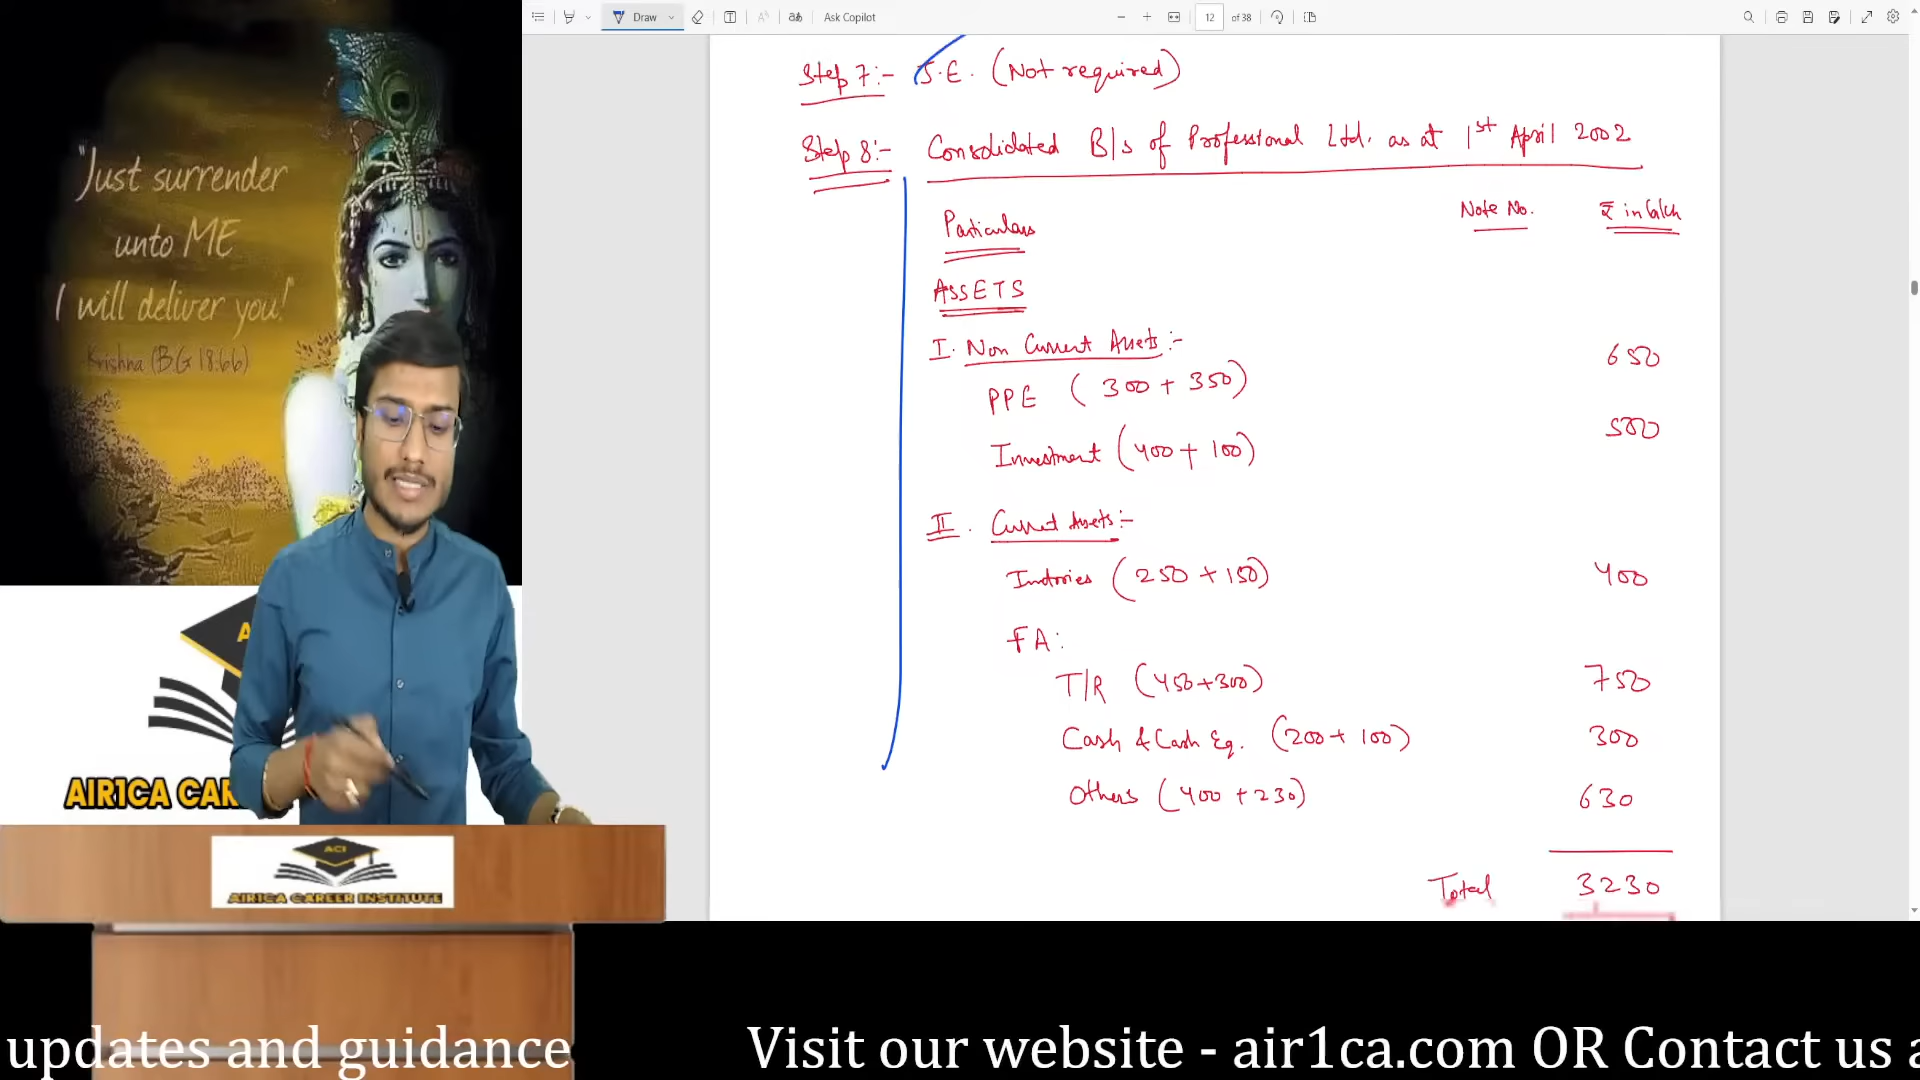 Draw
Ask Copilot
12 of 38
Step 7:- J.E. (Not required)
Step 8:- Consolidated B/s of Professional Ltd. as at 1st April 2002
Particulars
Note No.
₹ in lakh
ASSETS
I. Non Current Assets:-
PPE (300 + 350)
650
Investment (400 + 100)
500
II. Current Assets:-
(250 + 150)
400
FA:
T/R (450+300)
750
Cash & Cash Eq. (200 + 100)
300
Others (400 + 230)
630
Total 3230
"Just surrender
unto ME
I will deliver you!"
Krishna (B.G 18.66)
AIR1CA CAR
ACI
AIR1CA CAREER INSTITUTE
updates and guidance
Visit our website - air1ca.com OR Contact us a